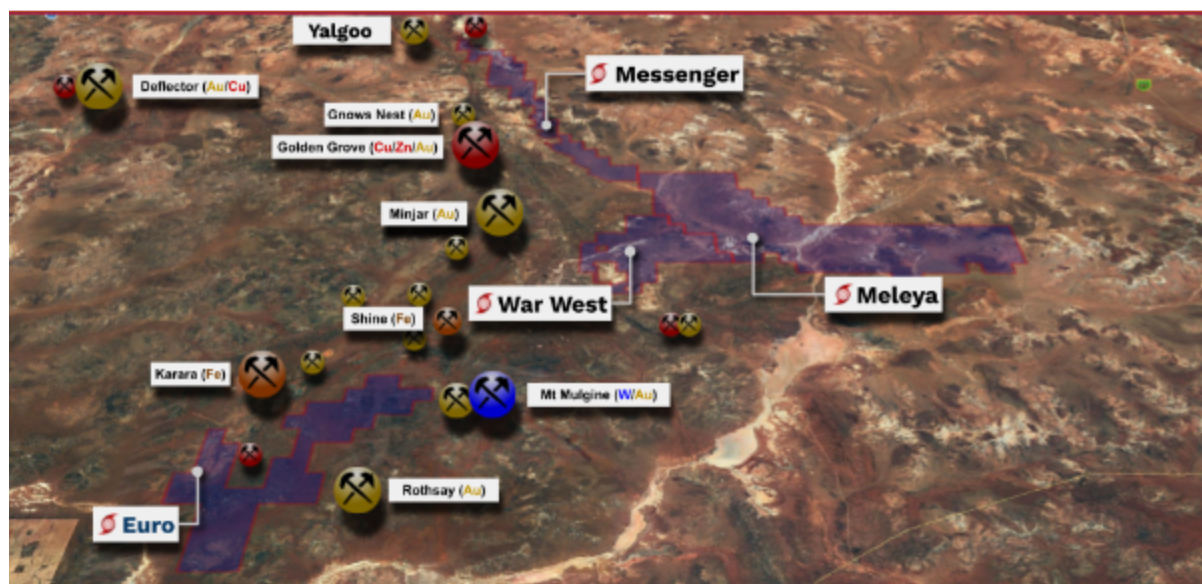 Yalgoo
Messenger
Deflector (Au/Cu)
Gnows Nest (Au)
Golden Grove (Cu/Zn/Au)
Minjar (Au)
War West
Meleya
Shine (Fe)
Karara (Fe)
Mt Mulgine (W/Au)
Rothsay (Au)
Euro